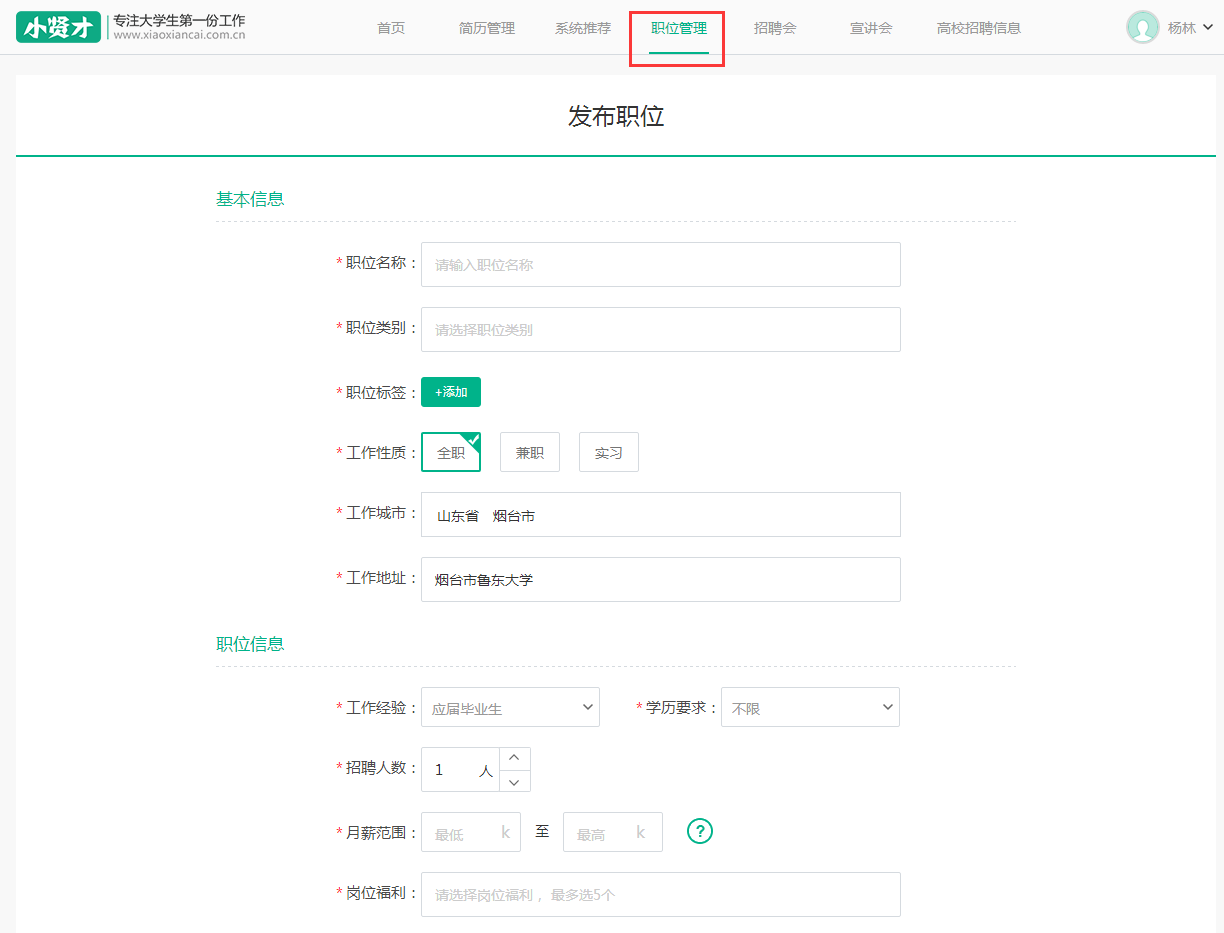 小贤才 专注大学生第一份工作
www.xiaoxiancai.com.cn
首页 简历管理 系统推荐 职位管理 招聘会 宣讲会 高校招聘信息 杨林
发布职位
基本信息
*职位名称： 请输入职位名称
*职位类别： 请选择职位类别
*职位标签： +添加
*工作性质： 全职 兼职 实习
*工作城市： 山东省 烟台市
*工作地址： 烟台市鲁东大学
职位信息
*工作经验： 应届毕业生 *学历要求： 不限
*招聘人数： 1 人
*月薪范围： 最低 k 至 最高 k ?
*岗位福利： 请选择岗位福利，最多选5个